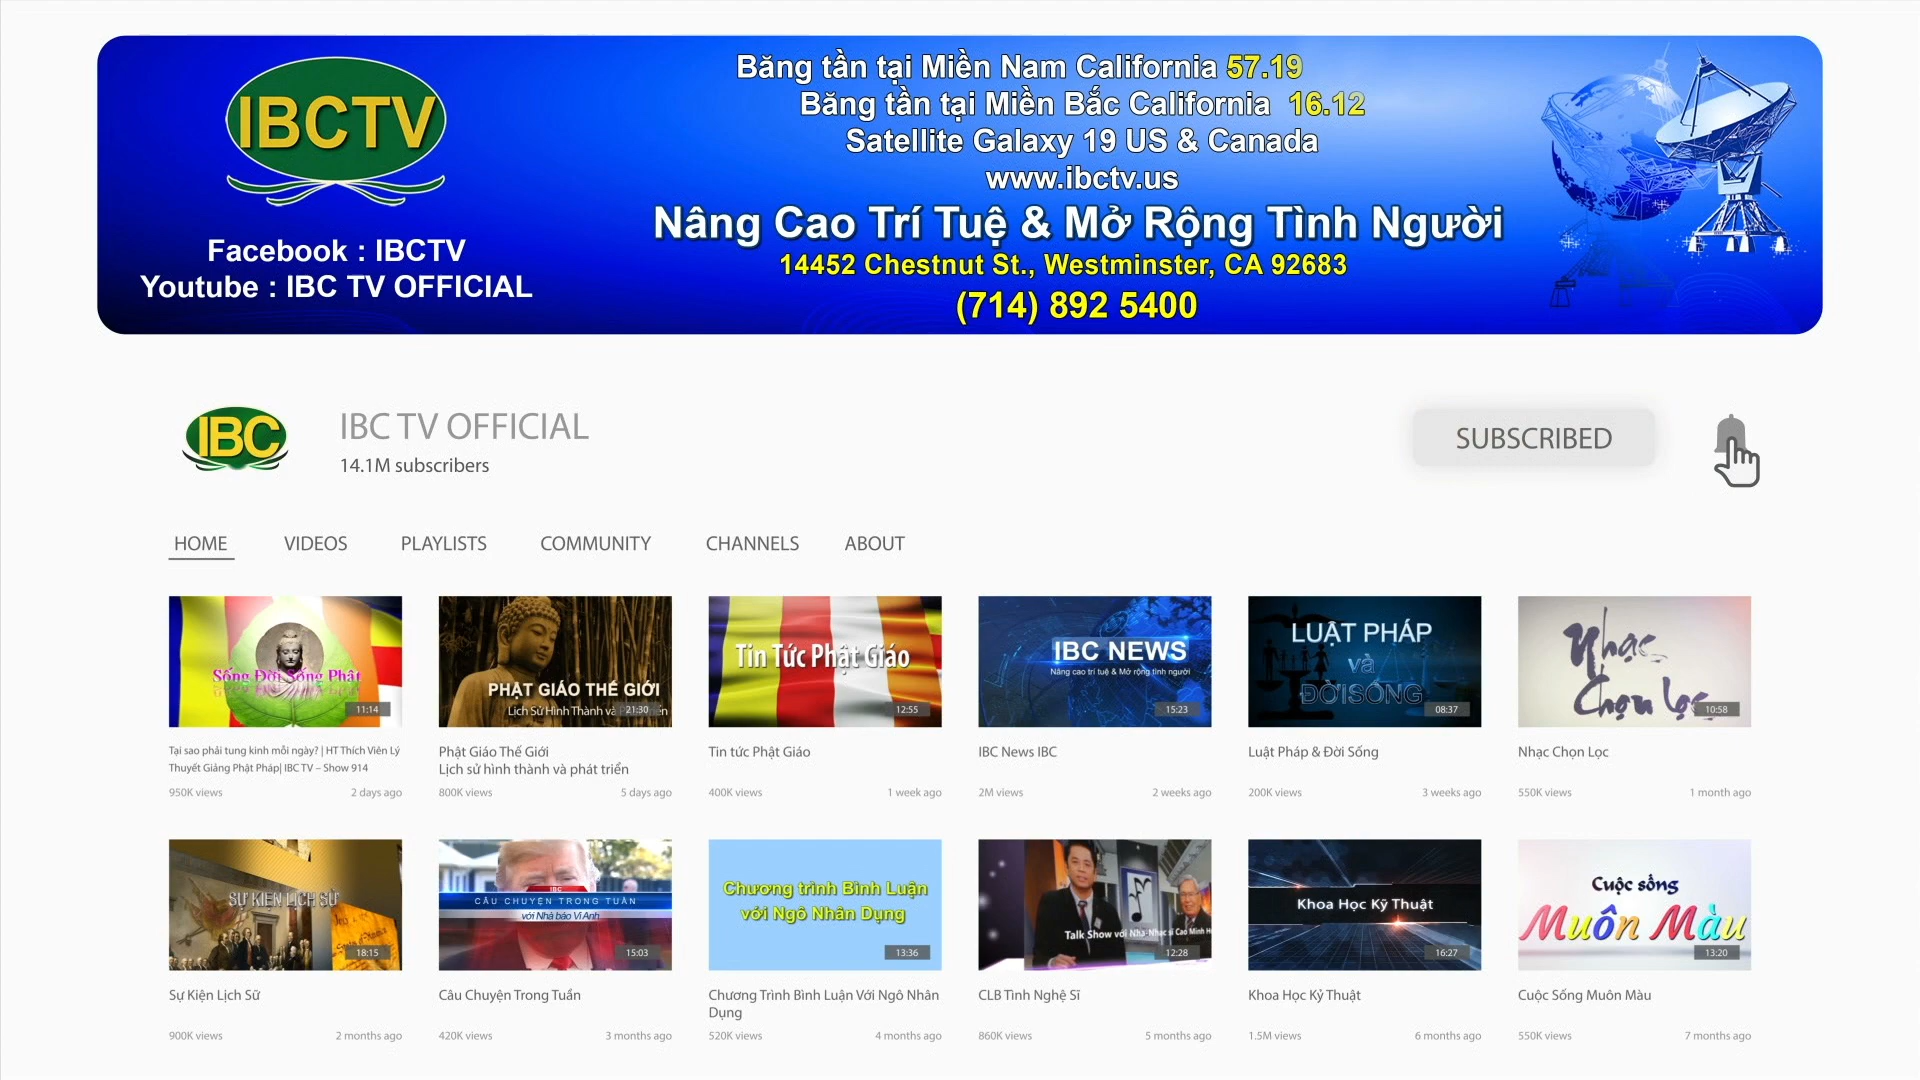 IBCTV
Facebook : IBCTV
Youtube : IBC TV OFFICIAL
Băng tần tại Miền Nam California 57.19
Băng tần tại Miền Bắc California 16.12
Satellite Galaxy 19 US & Canada
www.ibctv.us
Nâng Cao Trí Tuệ & Mở Rộng Tình Người
14452 Chestnut St., Westminster, CA 92683
(714) 892 5400
IBC
IBC TV OFFICIAL
14.1M subscribers
SUBSCRIBED
HOME VIDEOS PLAYLISTS COMMUNITY CHANNELS ABOUT
Sống Đời Sống Phật
11:14
Tại sao phải tung kinh mỗi ngày? | HT Thích Viên Lý
Thuyết Giảng Phật Pháp| IBC TV – Show 914
950K views 2 days ago
PHẬT GIÁO THẾ GIỚI
Lịch Sử Hình Thành và
21:30
Phật Giáo Thế Giới
Lịch sử hình thành và phát triển
800K views 5 days ago
Tin Tức Phật Giáo
12:55
Tin tức Phật Giáo
400K views 1 week ago
IBC NEWS
Nâng cao trí tuệ & Mở rộng tình người
15:23
IBC News IBC
2M views 2 weeks ago
LUẬT PHÁP
và
ĐỜI SỐNG
08:37
Luật Pháp & Đời Sống
200K views 3 weeks ago
Nhạc
Chọn lọc
10:58
Nhạc Chọn Lọc
550K views 1 month ago
SỰ KIỆN LỊCH SỬ
18:15
Sự Kiện Lịch Sữ
900K views 2 months ago
IBC
CÂU CHUYỆN TRONG TUẦN
với Nhà báo Vi Anh
15:03
Câu Chuyện Trong Tuần
420K views 3 months ago
Chương trình Bình Luận
với Ngô Nhân Dụng
13:36
Chương Trình Bình Luận Với Ngô Nhân
Dụng
520K views 4 months ago
Talk Show với Nhà Nhạc sĩ Cao Minh
12:28
CLB Tình Nghệ Sĩ
860K views 5 months ago
Khoa Học Kỹ Thuật
16:27
Khoa Học Kỷ Thuật
1.5M views 6 months ago
Cuộc sống
Muôn Màu
13:20
Cuộc Sống Muôn Màu
550K views 7 months ago